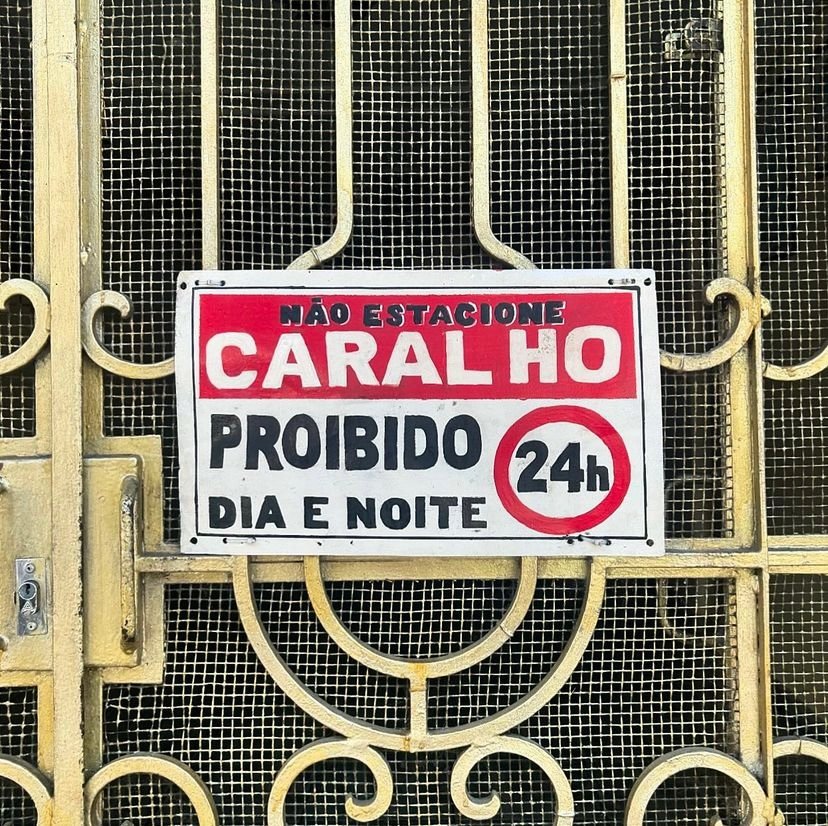 NÃO ESTACIONE
CARALHO
PROIBIDO
24h
DIA E NOITE